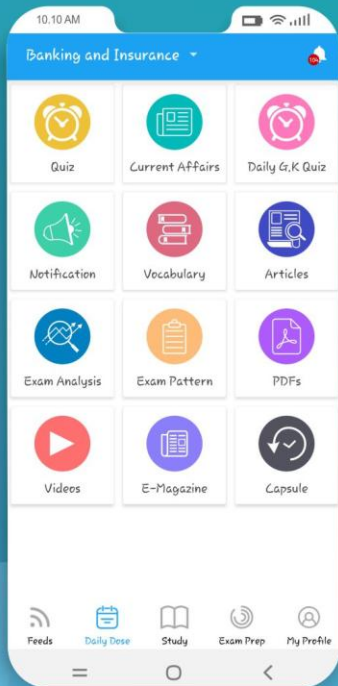 10.10 AM
Banking and Insurance
104
Quiz
Current Affairs
Daily G.K Quiz
Notification
Vocabulary
Articles
Exam Analysis
Exam Pattern
PDFs
Videos
E-Magazine
Capsule
Feeds
Daily Dose
Study
Exam Prep
My Profile